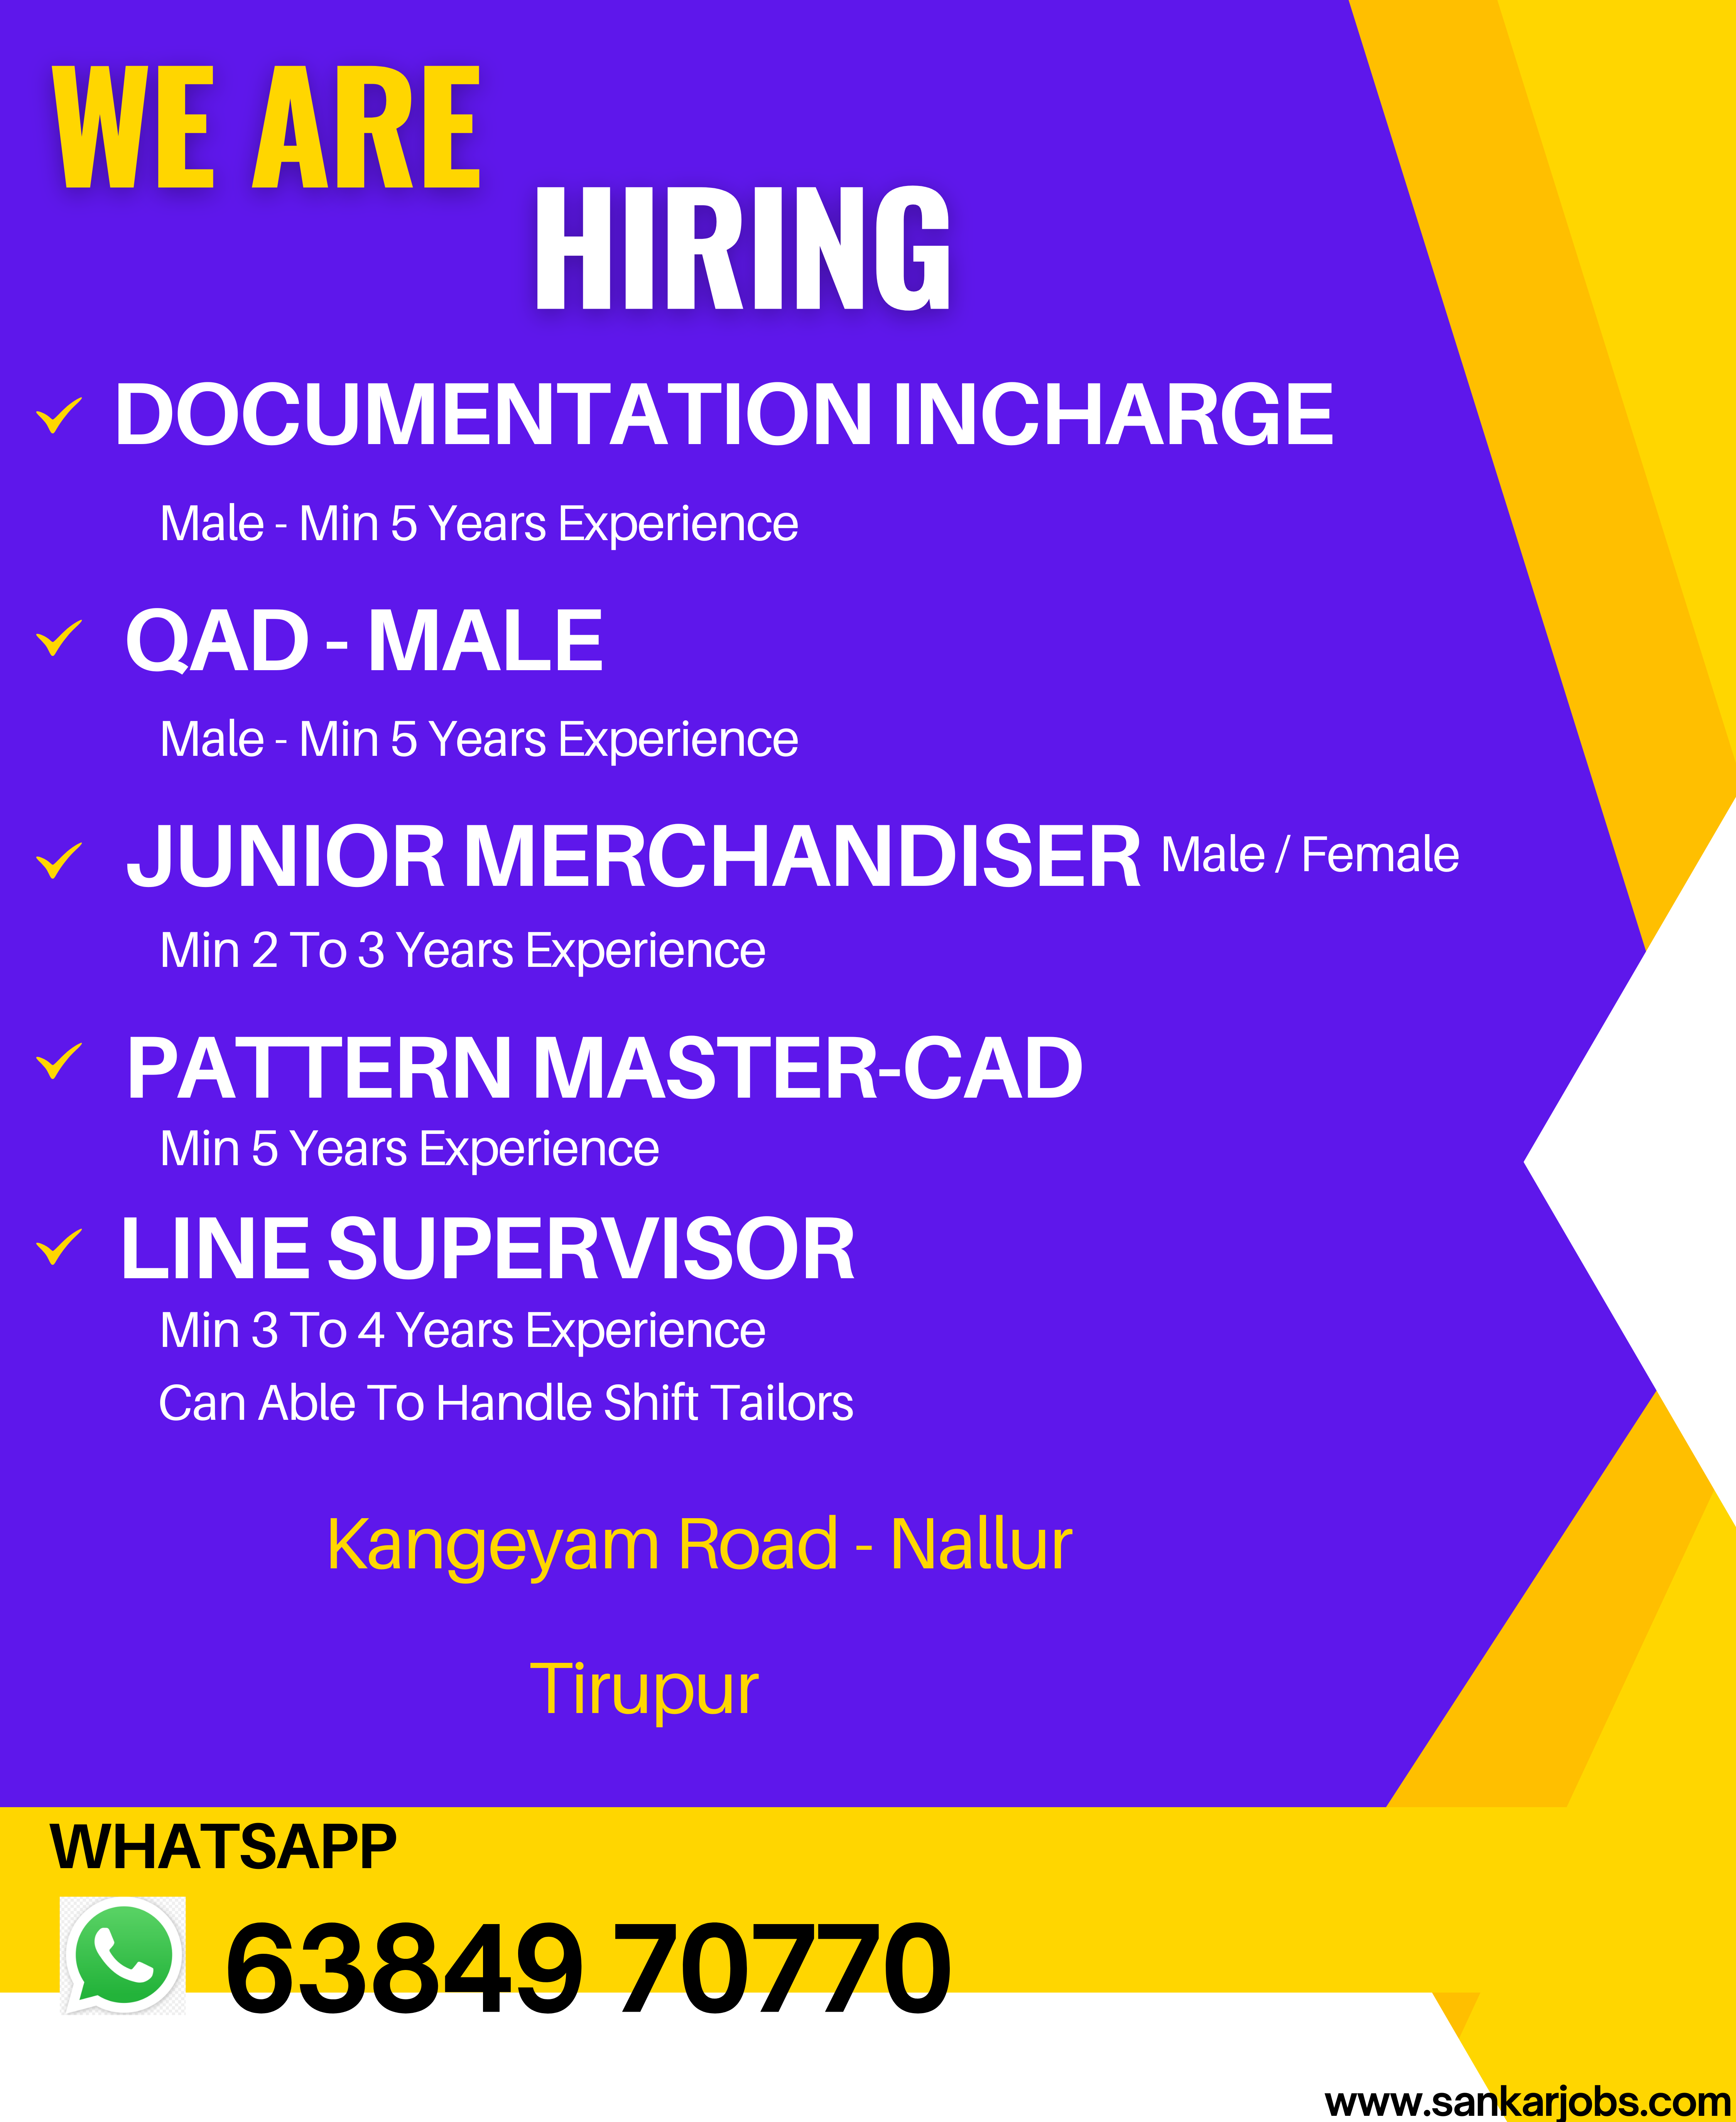 WE ARE
HIRING
DOCUMENTATION INCHARGE
Male - Min 5 Years Experience
QAD - MALE
Male - Min 5 Years Experience
JUNIOR MERCHANDISER Male / Female
Min 2 To 3 Years Experience
PATTERN MASTER-CAD
Min 5 Years Experience
LINE SUPERVISOR
Min 3 To 4 Years Experience
Can Able To Handle Shift Tailors
Kangeyam Road - Nallur
Tirupur
WHATSAPP
63849 70770
www.sankarjobs.com